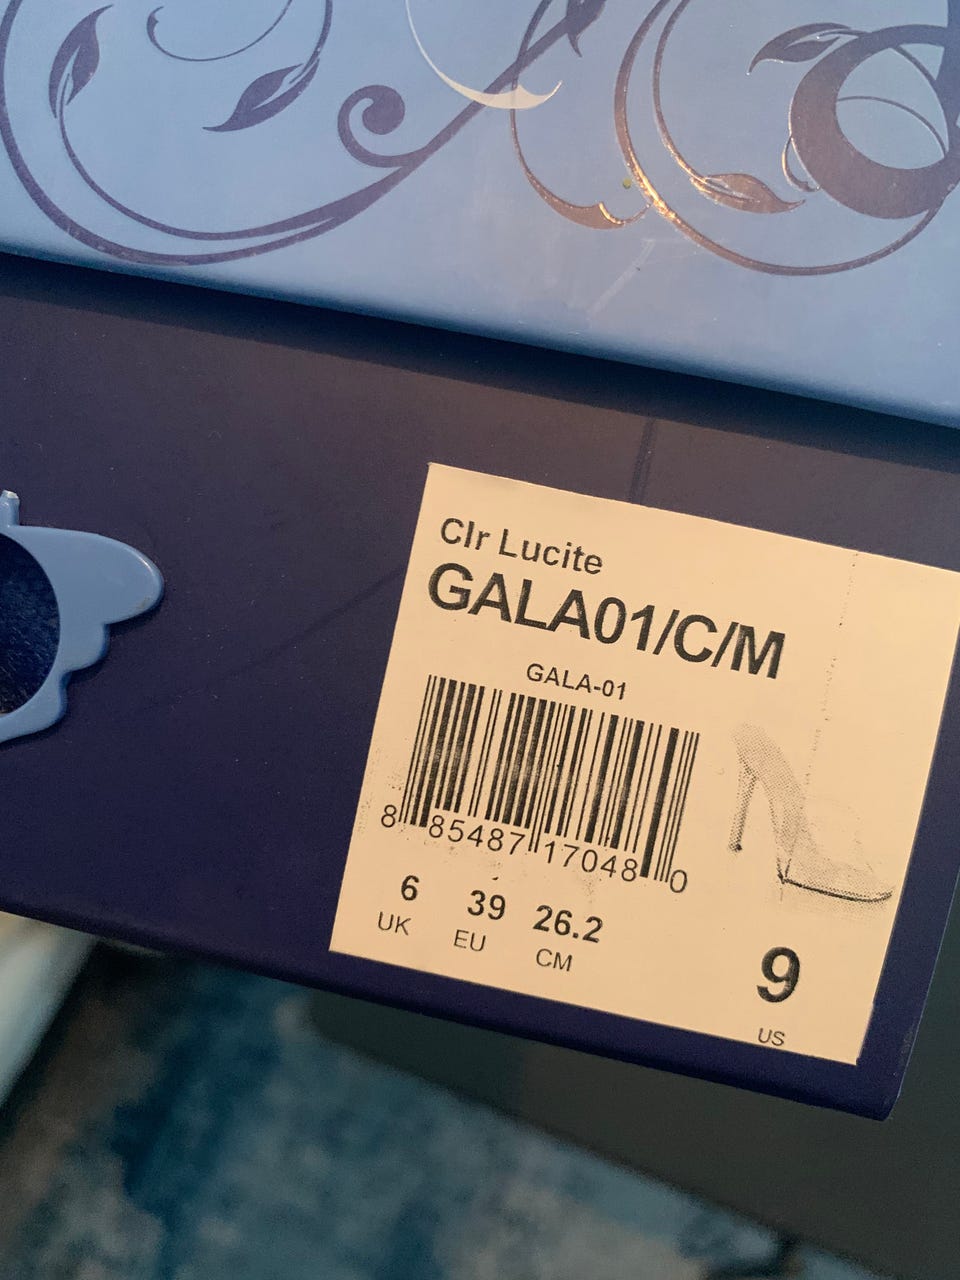 Clr Lucite
GALA01/C/M
GALA-01
8 85487 17048 0
6 39 26.2 9
UK EU CM US